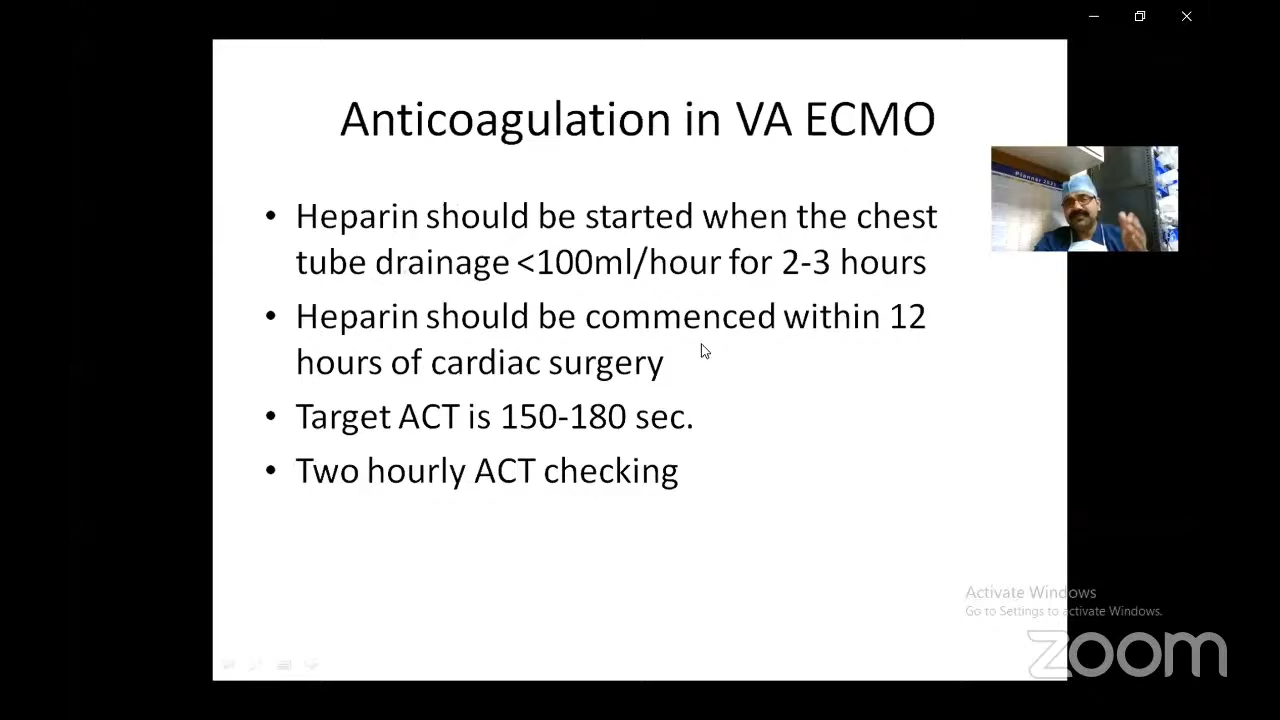 Anticoagulation in VA ECMO
• Heparin should be started when the chest
tube drainage <100ml/hour for 2-3 hours
• Heparin should be commenced within 12
hours of cardiac surgery
• Target ACT is 150-180 sec.
• Two hourly ACT checking
Planner 2021
Activate Windows
Go to Settings to activate Windows.
zoom